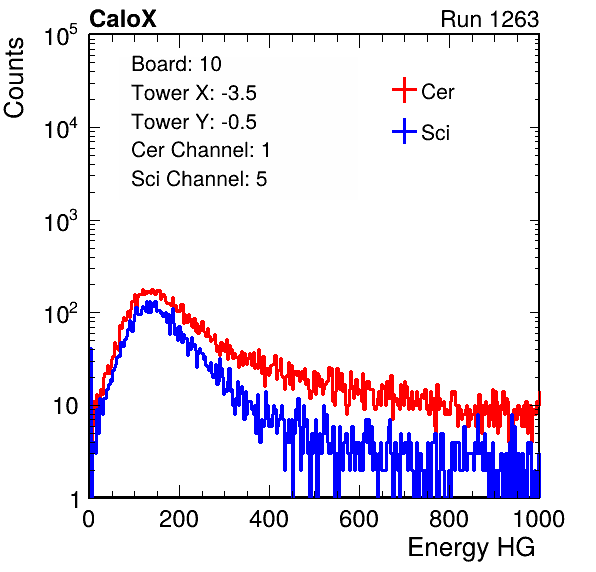 CaloX Run 1263
Counts
Board: 10
Tower X: -3.5
Tower Y: -0.5
Cer Channel: 1
Sci Channel: 5
Cer
Sci
10^5
10^4
10^3
10^2
10
1
0 200 400 600 800 1000
Energy HG